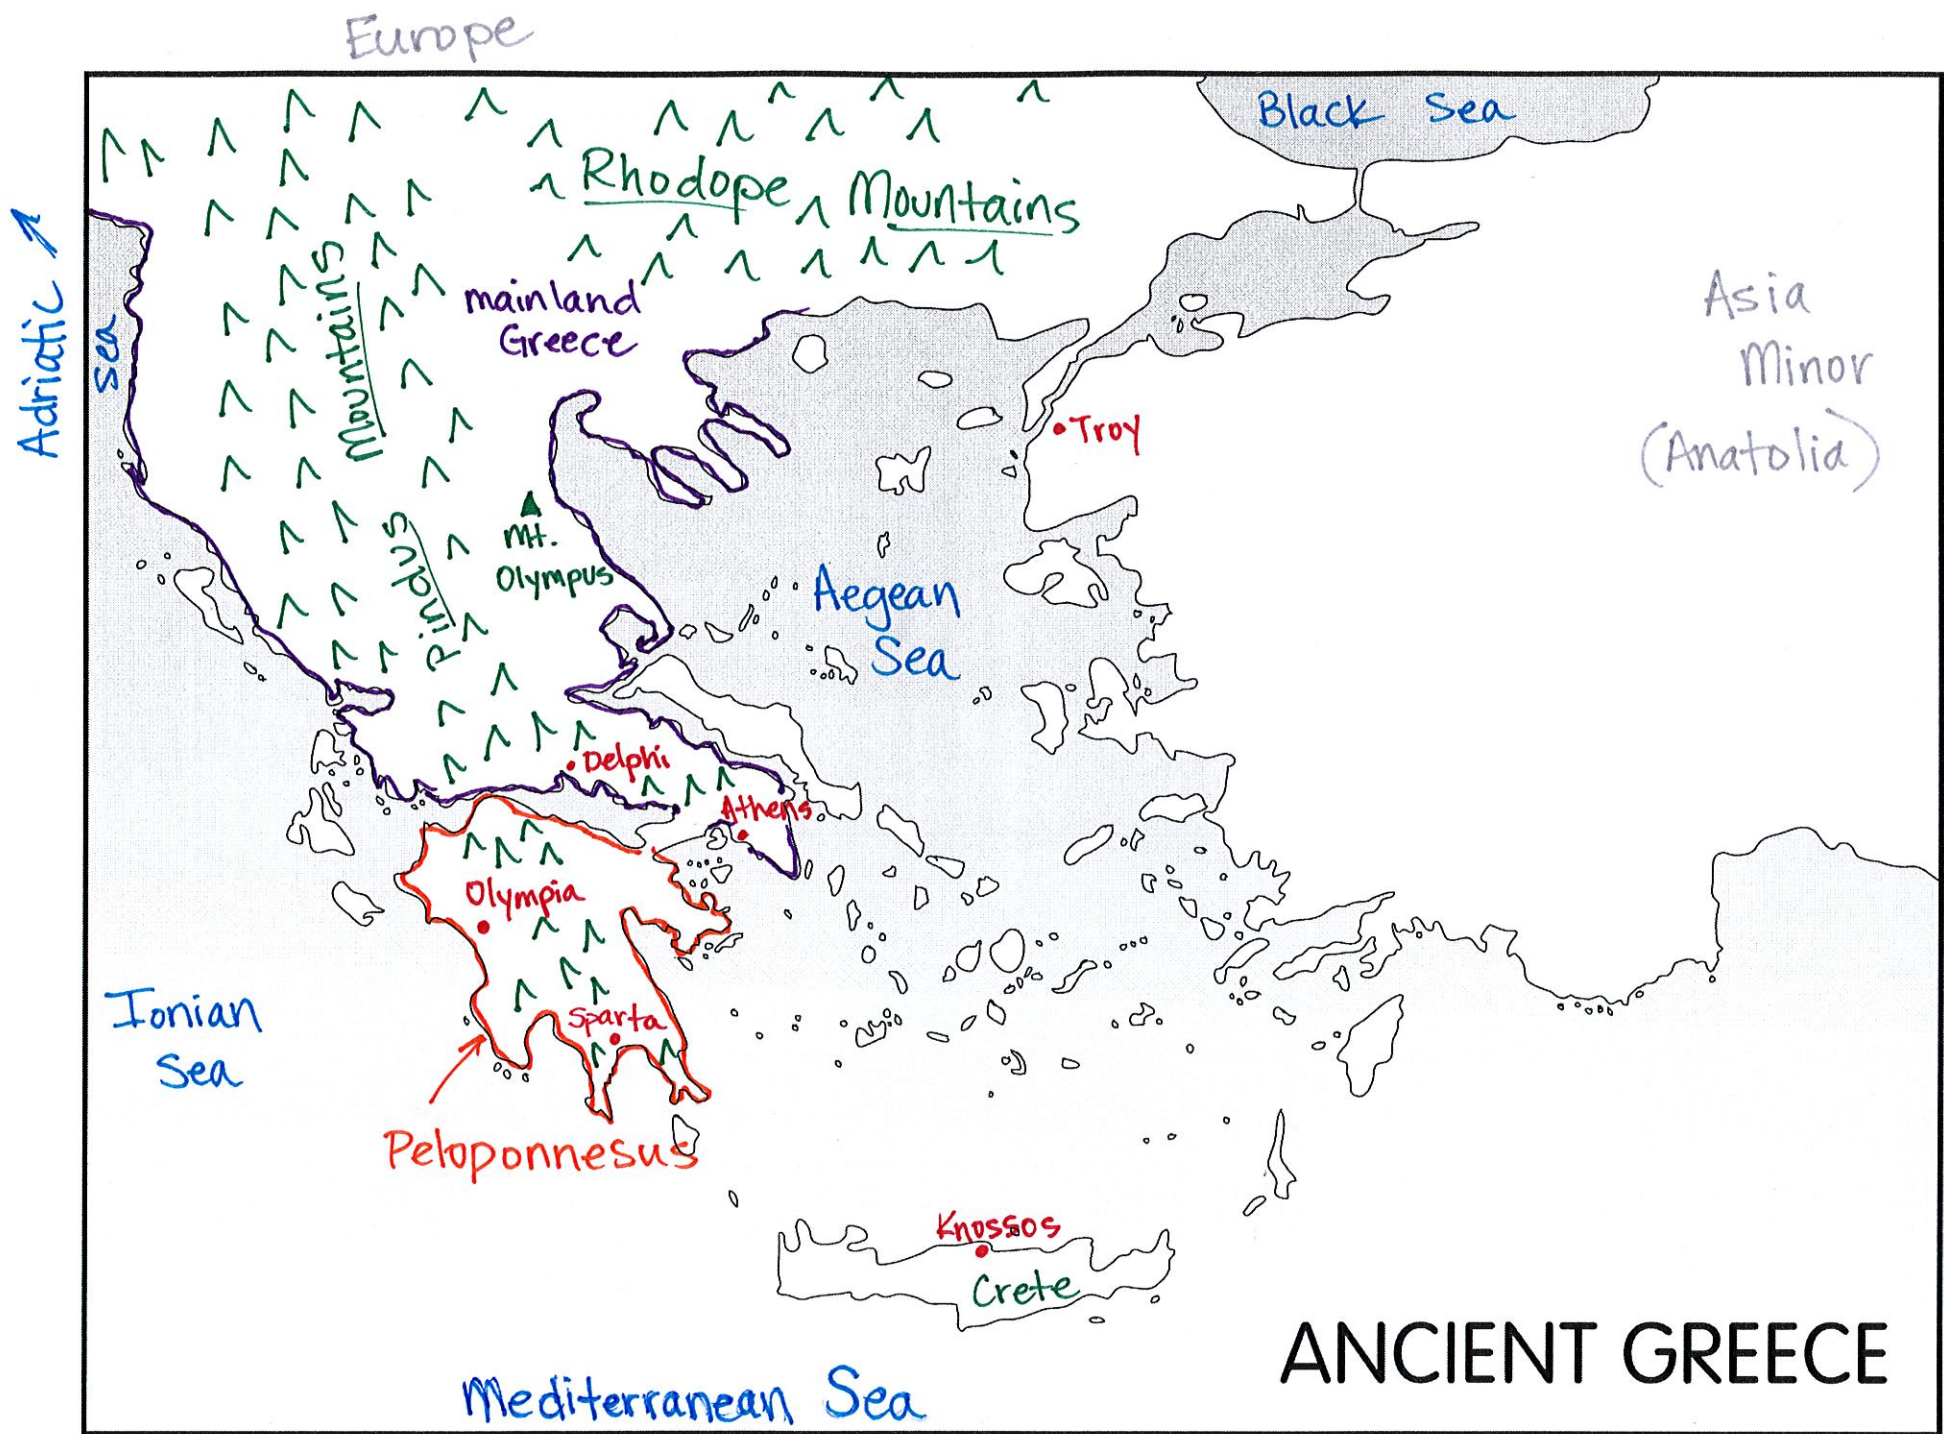 Europe
Black Sea
Rhodope Mountains
Adriatic
Sea
Mountains
mainland
Greece
Asia
Minor
(Anatolia)
Troy
Pindus
Mt.
Olympus
Aegean
Sea
Delphi
Athens
Olympia
Ionian
Sea
Sparta
Peloponnesus
Knossos
Crete
ANCIENT GREECE
Mediterranean Sea